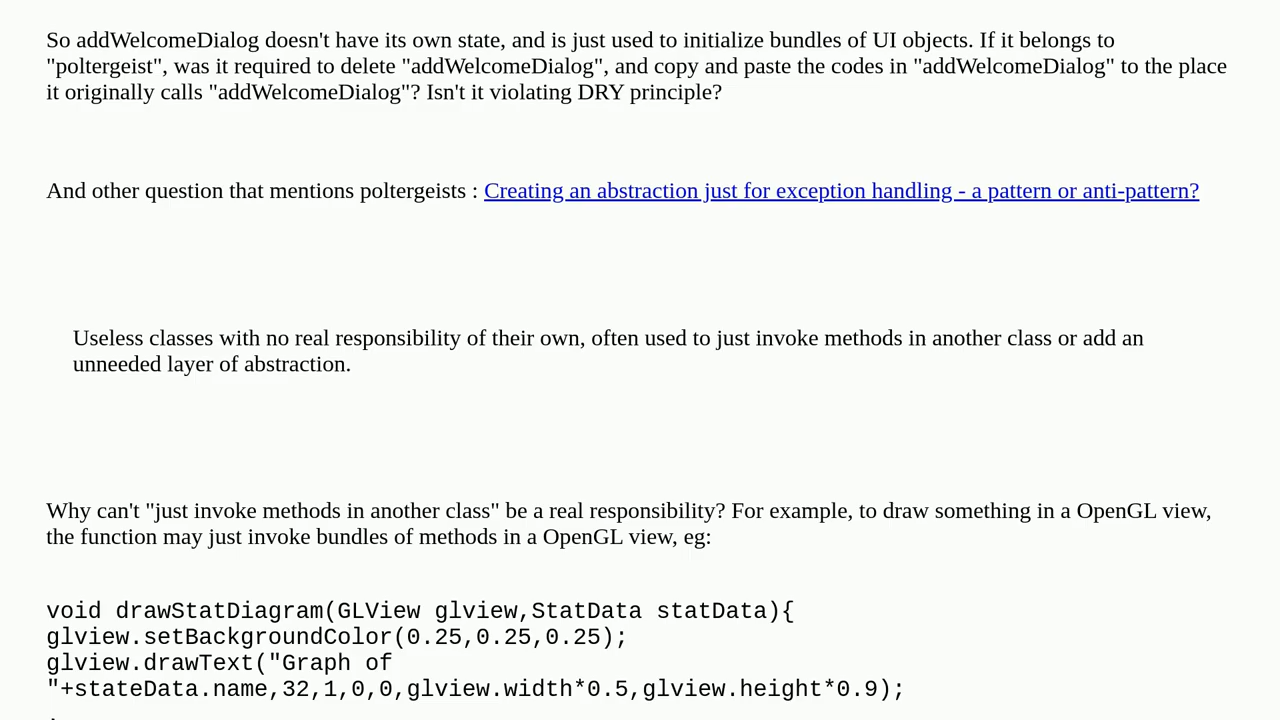 So addWelcomeDialog doesn't have its own state, and is just used to initialize bundles of UI objects. If it belongs to
"poltergeist", was it required to delete "addWelcomeDialog", and copy and paste the codes in "addWelcomeDialog" to the place
it originally calls "addWelcomeDialog"? Isn't it violating DRY principle?
And other question that mentions poltergeists : Creating an abstraction just for exception handling - a pattern or anti-pattern?
Useless classes with no real responsibility of their own, often used to just invoke methods in another class or add an
unneeded layer of abstraction.
Why can't "just invoke methods in another class" be a real responsibility? For example, to draw something in a OpenGL view,
the function may just invoke bundles of methods in a OpenGL view, eg:
void drawStatDiagram(GLView glview,StatData statData){
glview.setBackgroundColor(0.25,0.25,0.25);
glview.drawText("Graph of
"+stateData.name,32,1,0,0,glview.width*0.5,glview.height*0.9);